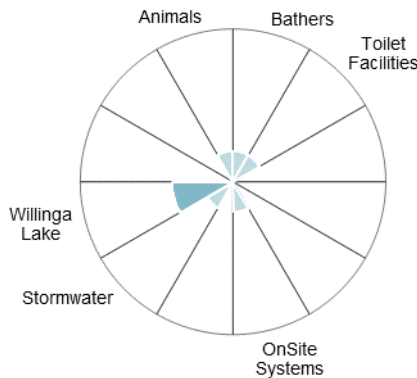 Animals
Bathers
Toilet
Facilities
Willinga
Lake
Stormwater
OnSite
Systems